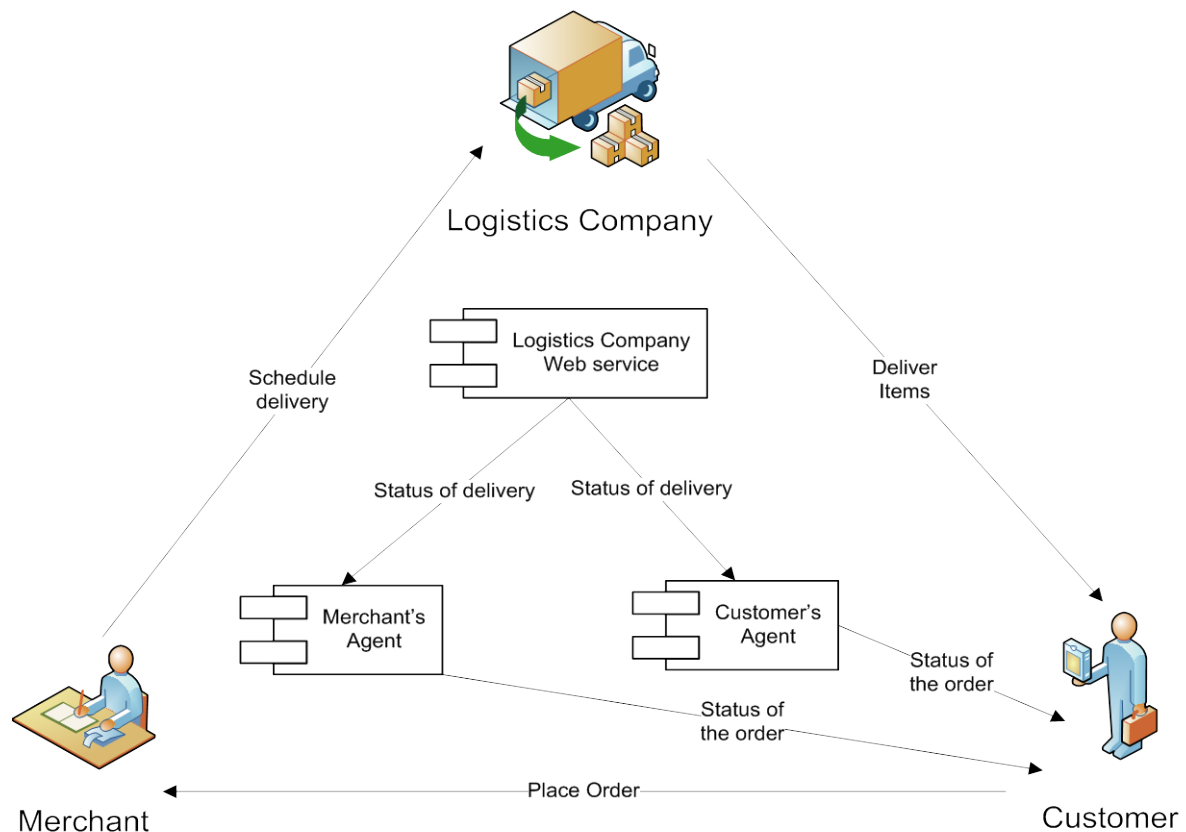 Logistics Company
Logistics Company
Web service
Schedule
delivery
Deliver
Items
Status of delivery
Status of delivery
Merchant's
Agent
Customer's
Agent
Status of
the order
Status of
the order
Place Order
Merchant
Customer